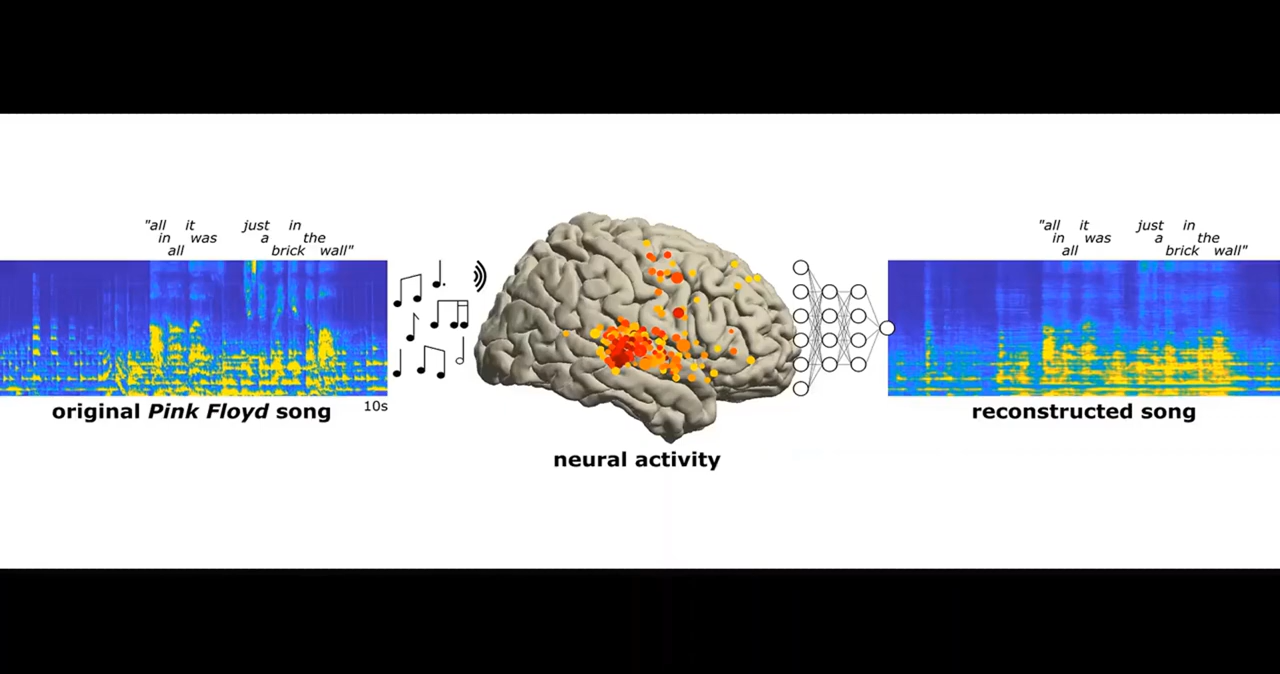 "all it just in
in was a the
all brick wall"
"all it just in
in was a the
all brick wall"
original Pink Floyd song
10s
reconstructed song
neural activity